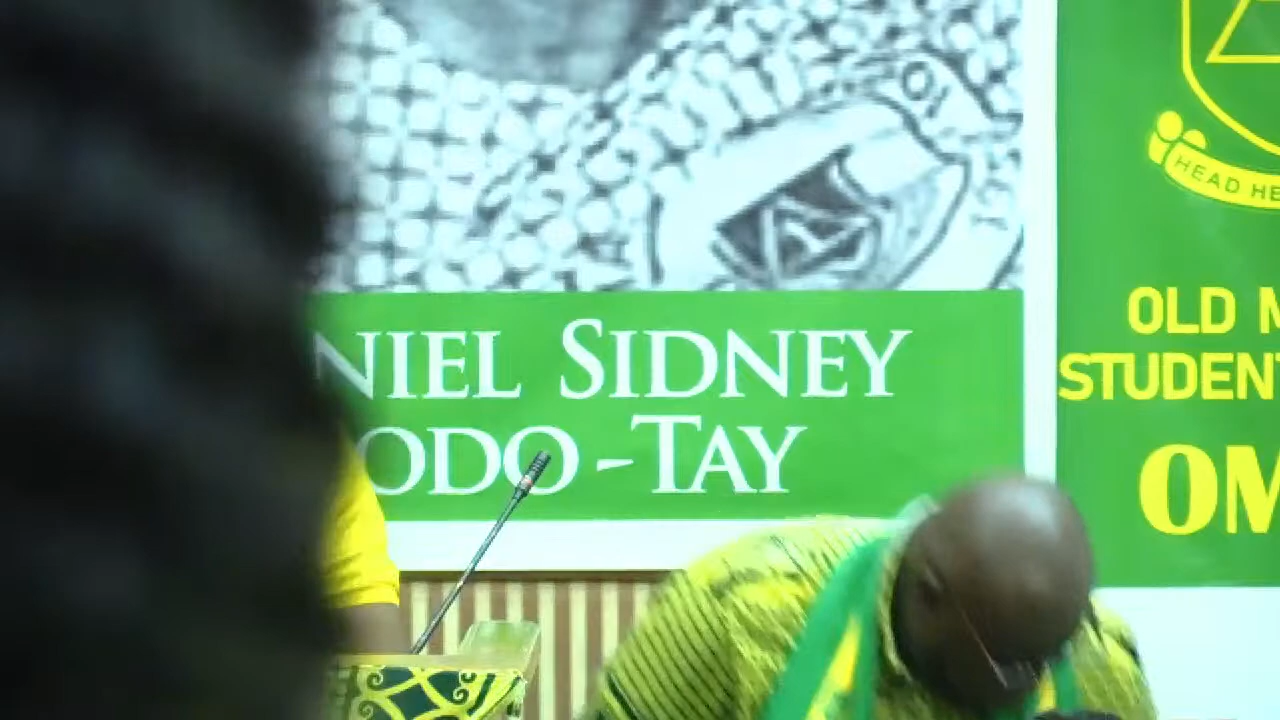 NIEL SIDNEY
ODO-TAY
HEAD HE
OLD M
STUDENT
OM